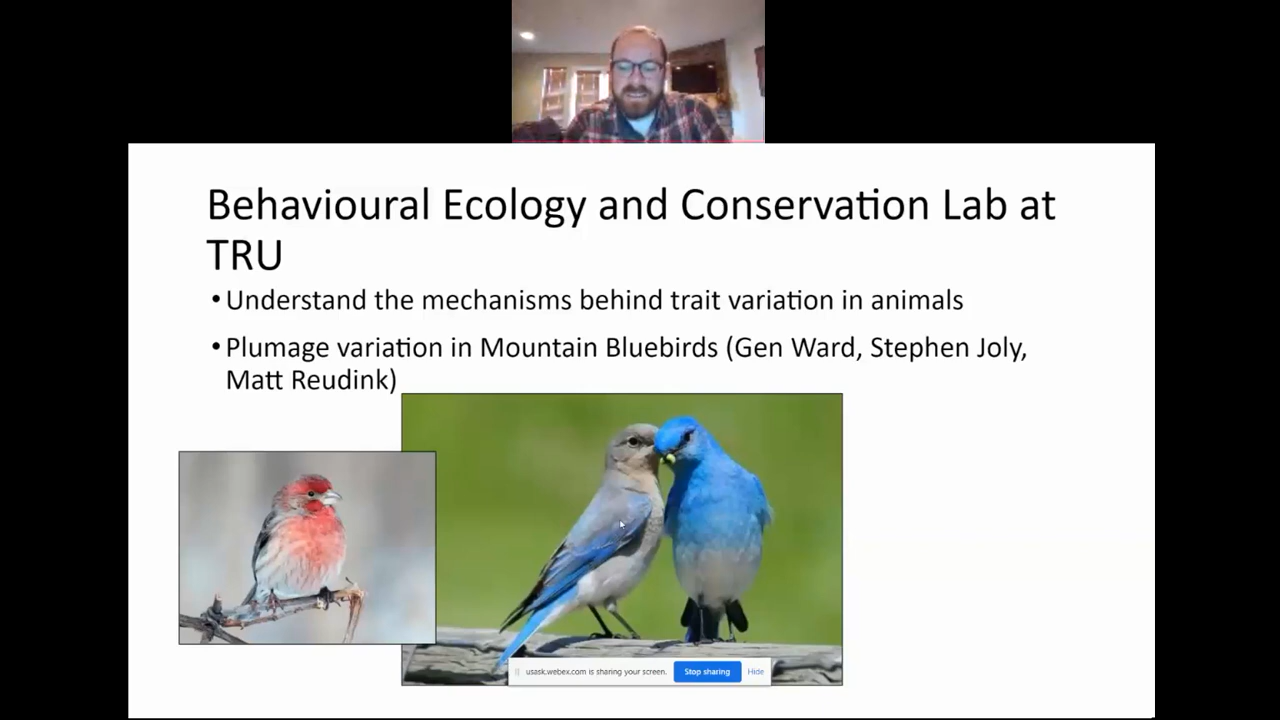 Behavioural Ecology and Conservation Lab at
TRU
•Understand the mechanisms behind trait variation in animals
•Plumage variation in Mountain Bluebirds (Gen Ward, Stephen Joly,
Matt Reudink)
usask.webex.com is sharing your screen. Stop sharing Hide